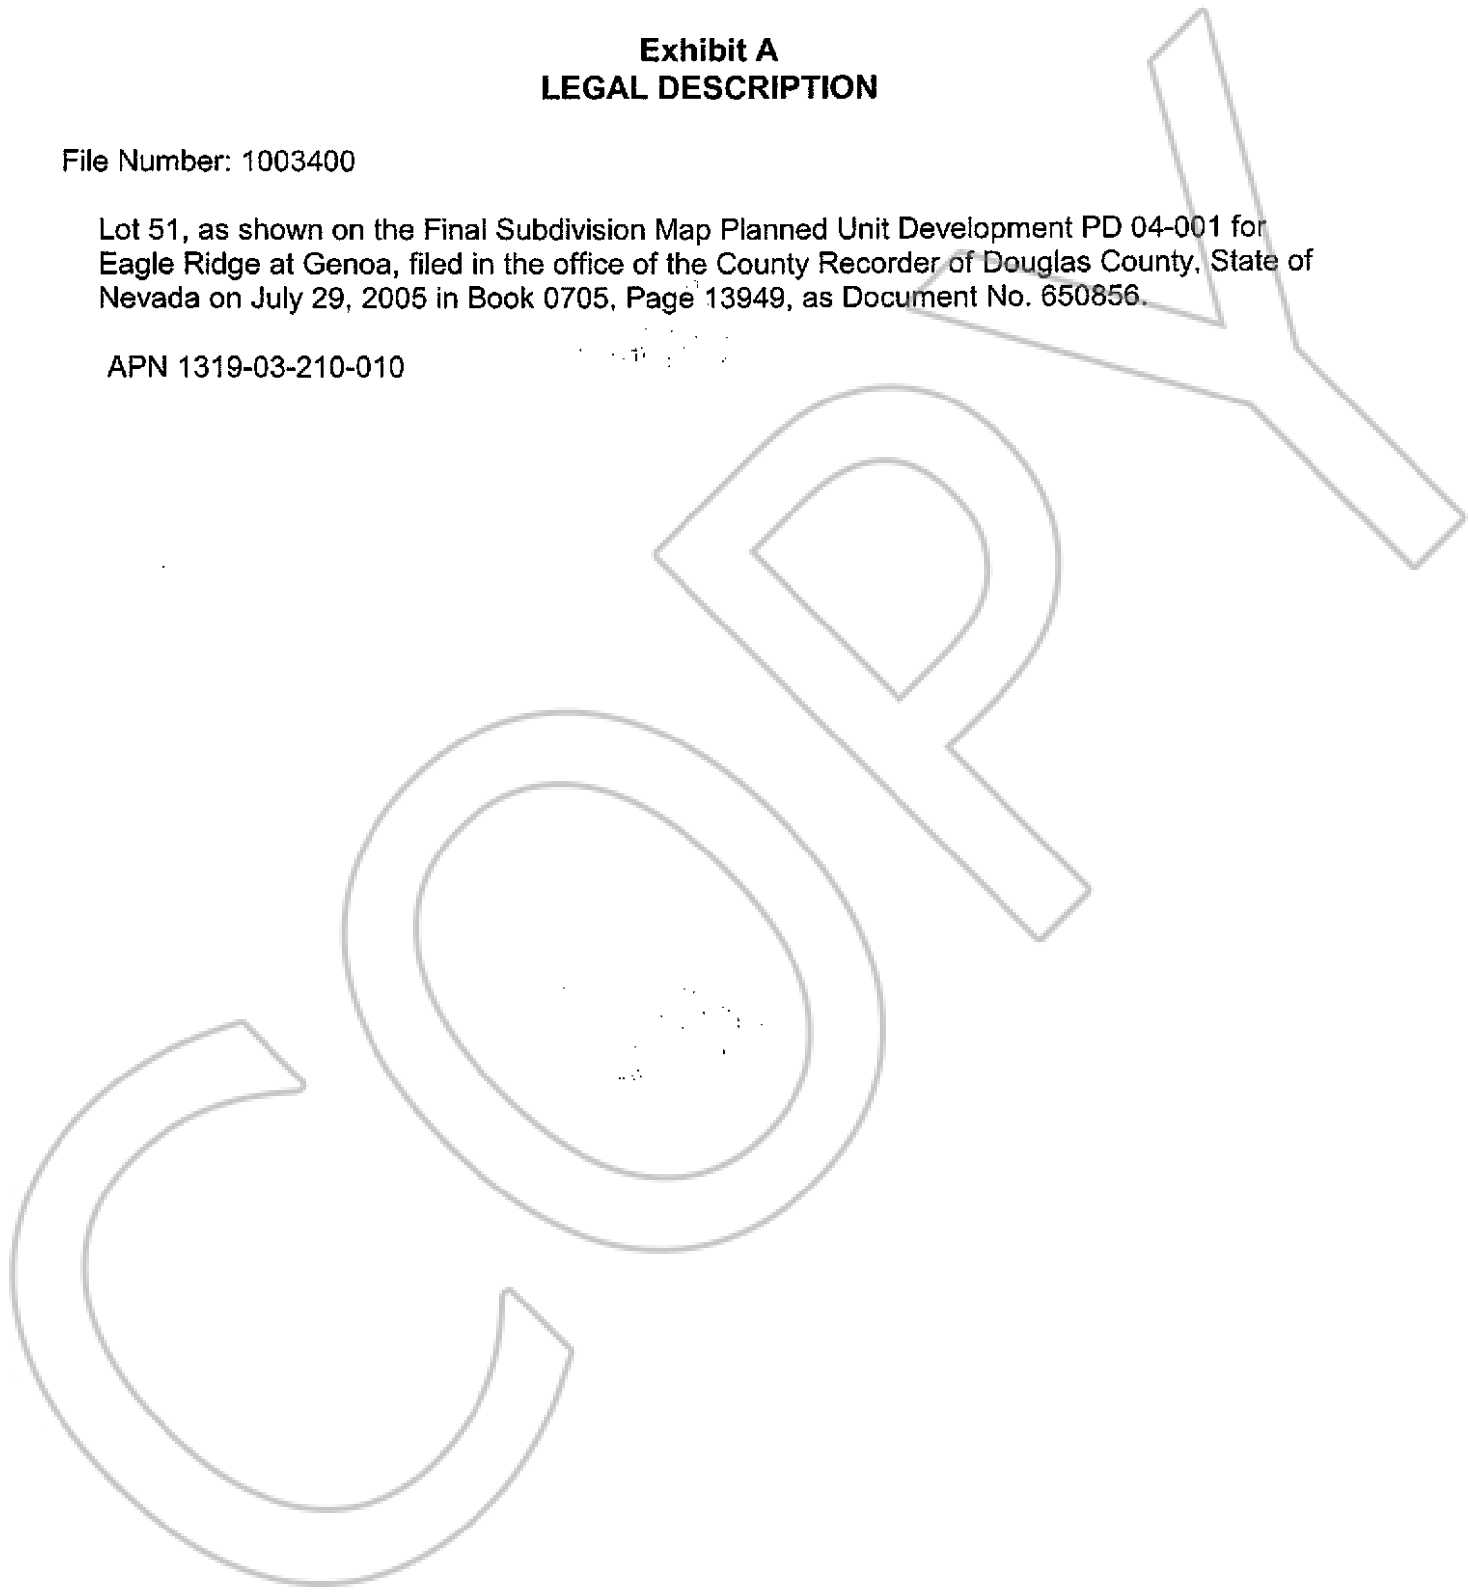 Exhibit A
LEGAL DESCRIPTION
File Number: 1003400
Lot 51, as shown on the Final Subdivision Map Planned Unit Development PD 04-001 for
Eagle Ridge at Genoa, filed in the office of the County Recorder of Douglas County, State of
Nevada on July 29, 2005 in Book 0705, Page 13949, as Document No. 650856.
APN 1319-03-210-010
COPY